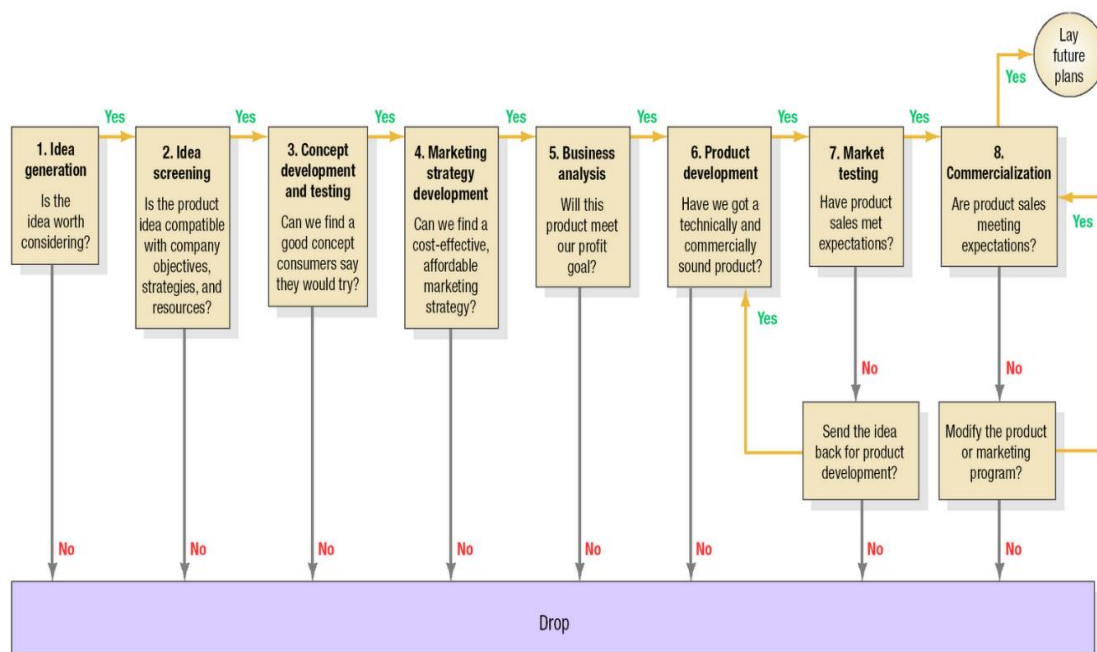 Lay
future
plans
Yes
Yes
Yes
Yes
Yes
Yes
Yes
Yes
1. Idea
generation
Is the
idea worth
considering?
2. Idea
screening
Is the product
idea compatible
with company
objectives,
strategies, and
resources?
3. Concept
development
and testing
Can we find a
good concept
consumers say
they would try?
4. Marketing
strategy
development
Can we find a
cost-effective,
affordable
marketing
strategy?
5. Business
analysis
Will this
product meet
our profit
goal?
6. Product
development
Have we got a
technically and
commercially
sound product?
7. Market
testing
Have product
sales met
expectations?
8.
Commercialization
Are product sales
meeting
expectations?
Yes
Yes
No
No
Send the idea
back for product
development?
Modify the product
or marketing
program?
No
No
No
No
No
No
No
No
Drop